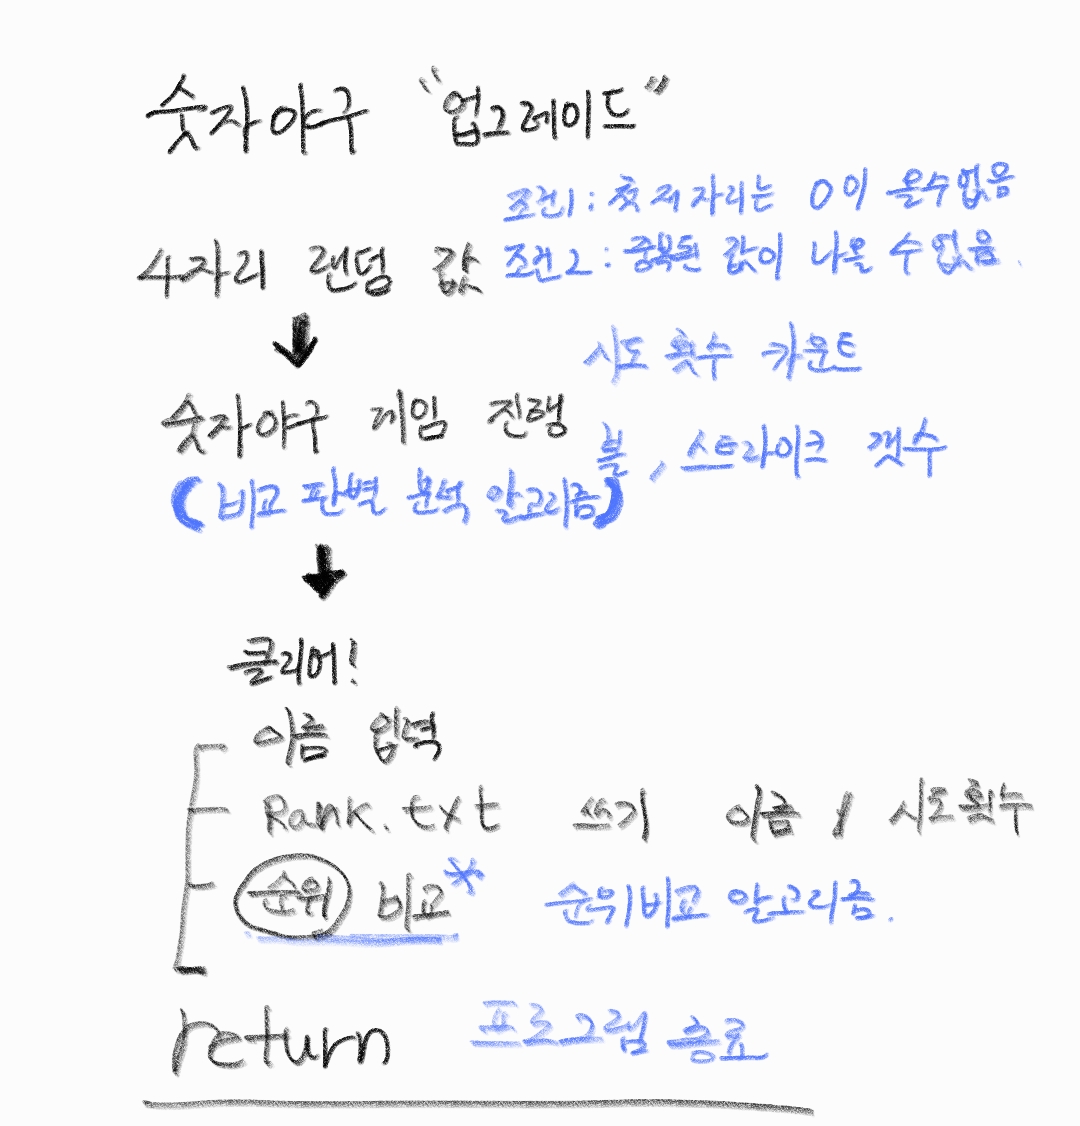 숫자야구 "업그레이드"
조건1 : 첫째자리는 0이 올수없음
4자리 랜덤 값
조건2 : 중복된 값이 나올 수 없음.
시도 횟수 카운트
숫자야구 게임 진행
볼, 스트라이크 갯수
(비교 판별 분석 알고리즘)
클리어!
이름 입력
Rank.txt 쓰기 이름 / 시도횟수
순위 비교* 순위비교 알고리즘.
return 프로그램 종료